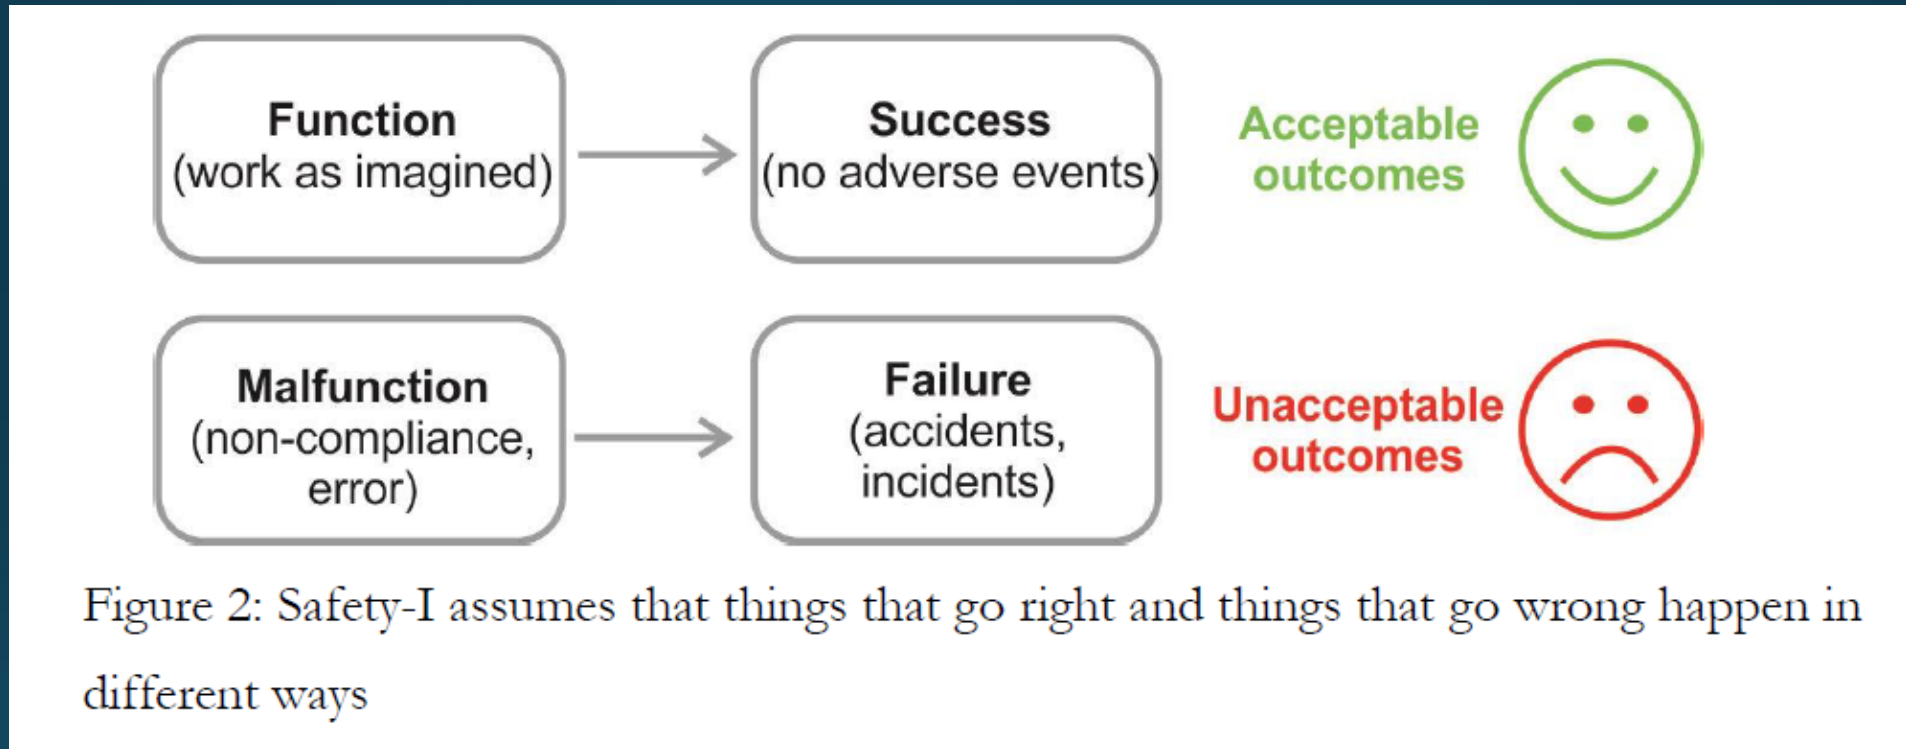 Function
(work as imagined)
Success
(no adverse events)
Acceptable
outcomes
Malfunction
(non-compliance,
error)
Failure
(accidents,
incidents)
Unacceptable
outcomes
Figure 2: Safety-I assumes that things that go right and things that go wrong happen in
different ways